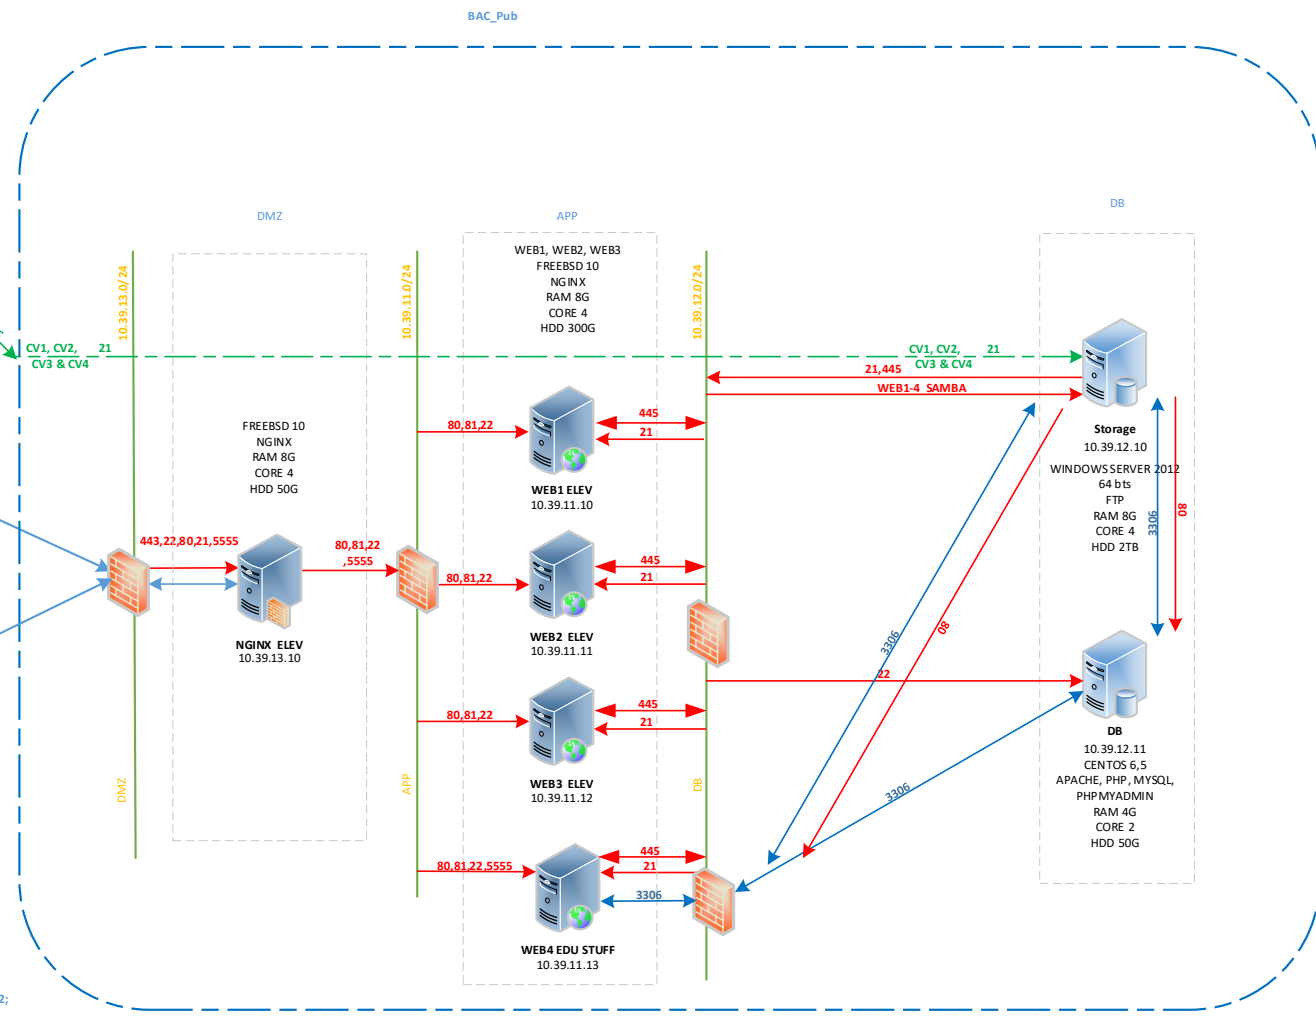 BAC_Pub
DMZ
APP
DB
WEB1, WEB2, WEB3
FREEBSD 10
NGINX
RAM 8G
CORE 4
HDD 300G
10.39.13.0/24
10.39.11.0/24
10.39.12.0/24
CV1, CV2, 21
CV3 & CV4
CV1, CV2, 21
CV3 & CV4
21,445
WEB1-4 SAMBA
FREEBSD 10
NGINX
RAM 8G
CORE 4
HDD 50G
80,81,22
445
21
WEB1 ELEV
10.39.11.10
Storage
10.39.12.10
WINDOWS SERVER 2012
64 bts
FTP
RAM 8G
CORE 4
HDD 2TB
3306
80
443,22,80,21,5555
80,81,22
,5555
NGINX ELEV
10.39.13.10
80,81,22
445
21
WEB2 ELEV
10.39.11.11
3306
80
22
80,81,22
445
21
WEB3 ELEV
10.39.11.12
DB
10.39.12.11
CENTOS 6,5
APACHE, PHP, MYSQL,
PHPMYADMIN
RAM 4G
CORE 2
HDD 50G
DMZ
APP
DB
3306
80,81,22,5555
445
21
3306
WEB4 EDU STUFF
10.39.11.13
2;